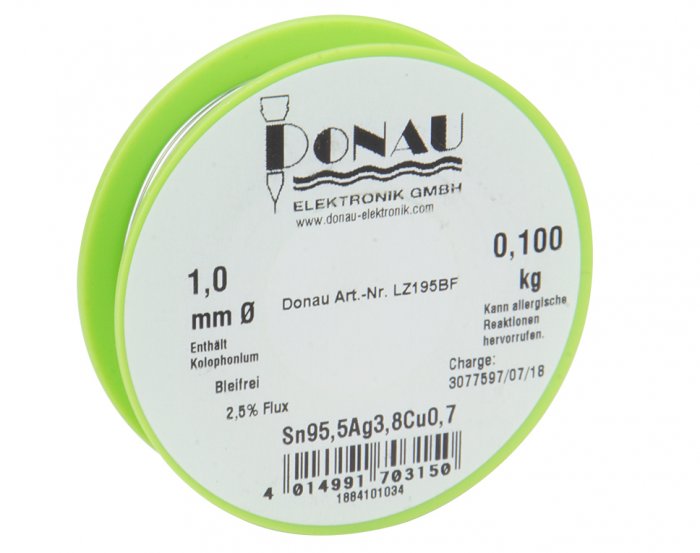 DONAU
ELEKTRONIK GMBH
www.donau-elektronik.com
1,0
mm Ø
0,100
kg
Donau Art.-Nr. LZ195BF
Enthält
Kolophonium
Kann allergische
Reaktionen
hervorrufen.
Bleifrei
Charge:
3077597/07/18
2,5% Flux
Sn95,5Ag3,8Cu0,7
4 014991 703150
1884101034